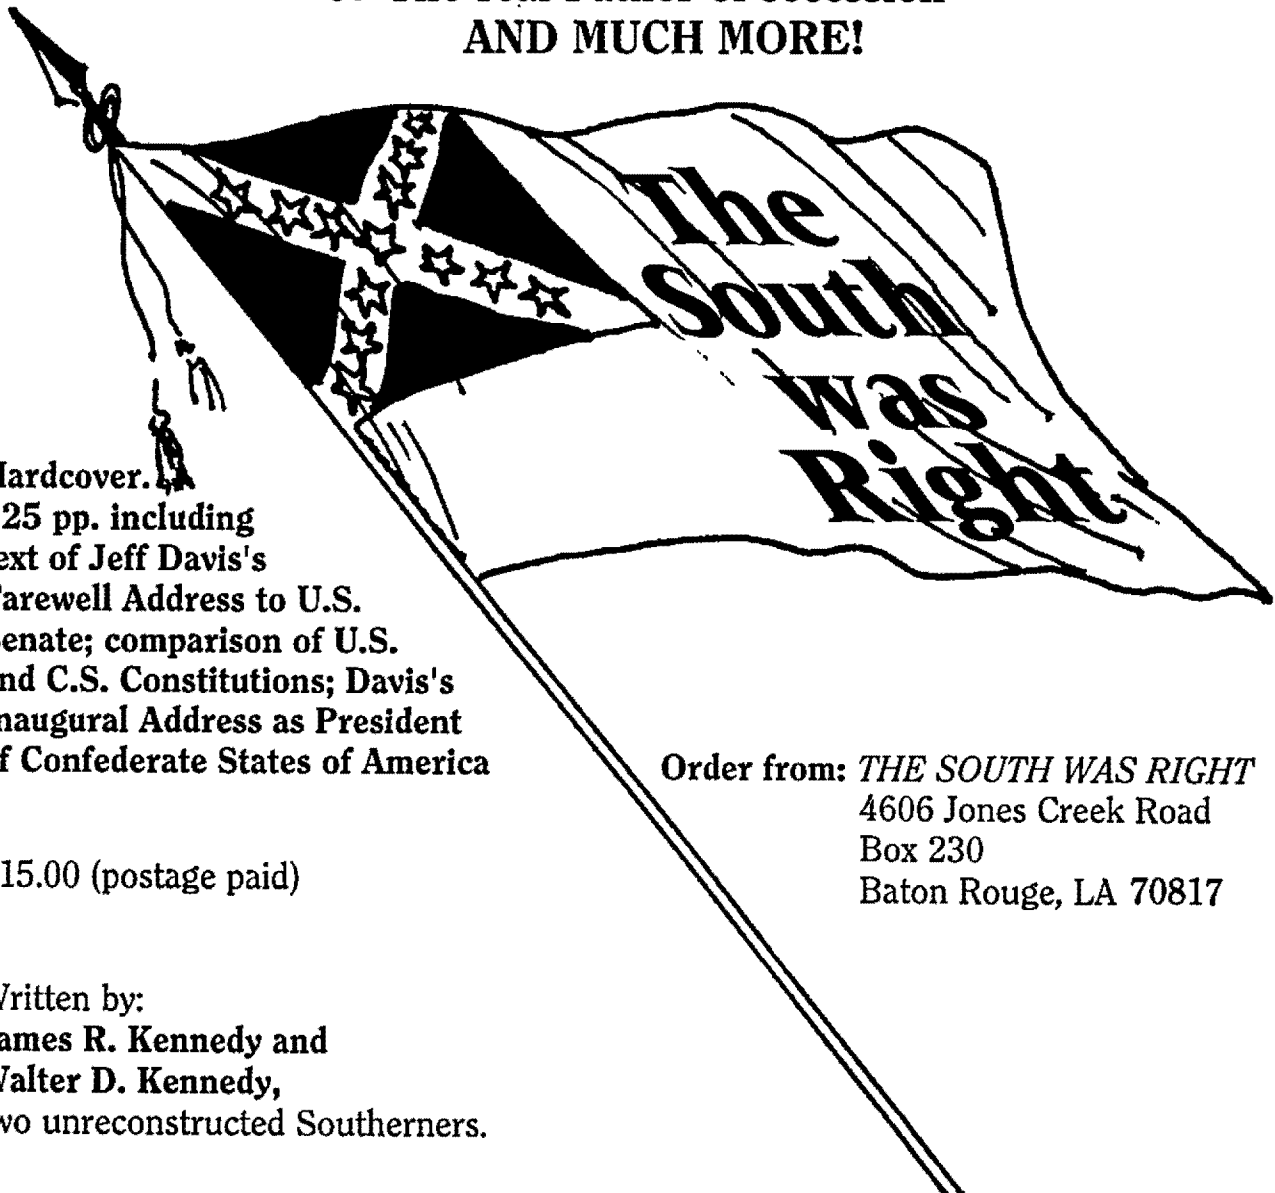 AND MUCH MORE!
The
South
was
Right
ardcover.
25 pp. including
ext of Jeff Davis's
arewell Address to U.S.
enate; comparison of U.S.
nd C.S. Constitutions; Davis's
naugural Address as President
f Confederate States of America
15.00 (postage paid)
ritten by:
ames R. Kennedy and
alter D. Kennedy,
wo unreconstructed Southerners.
Order from: THE SOUTH WAS RIGHT
4606 Jones Creek Road
Box 230
Baton Rouge, LA 70817